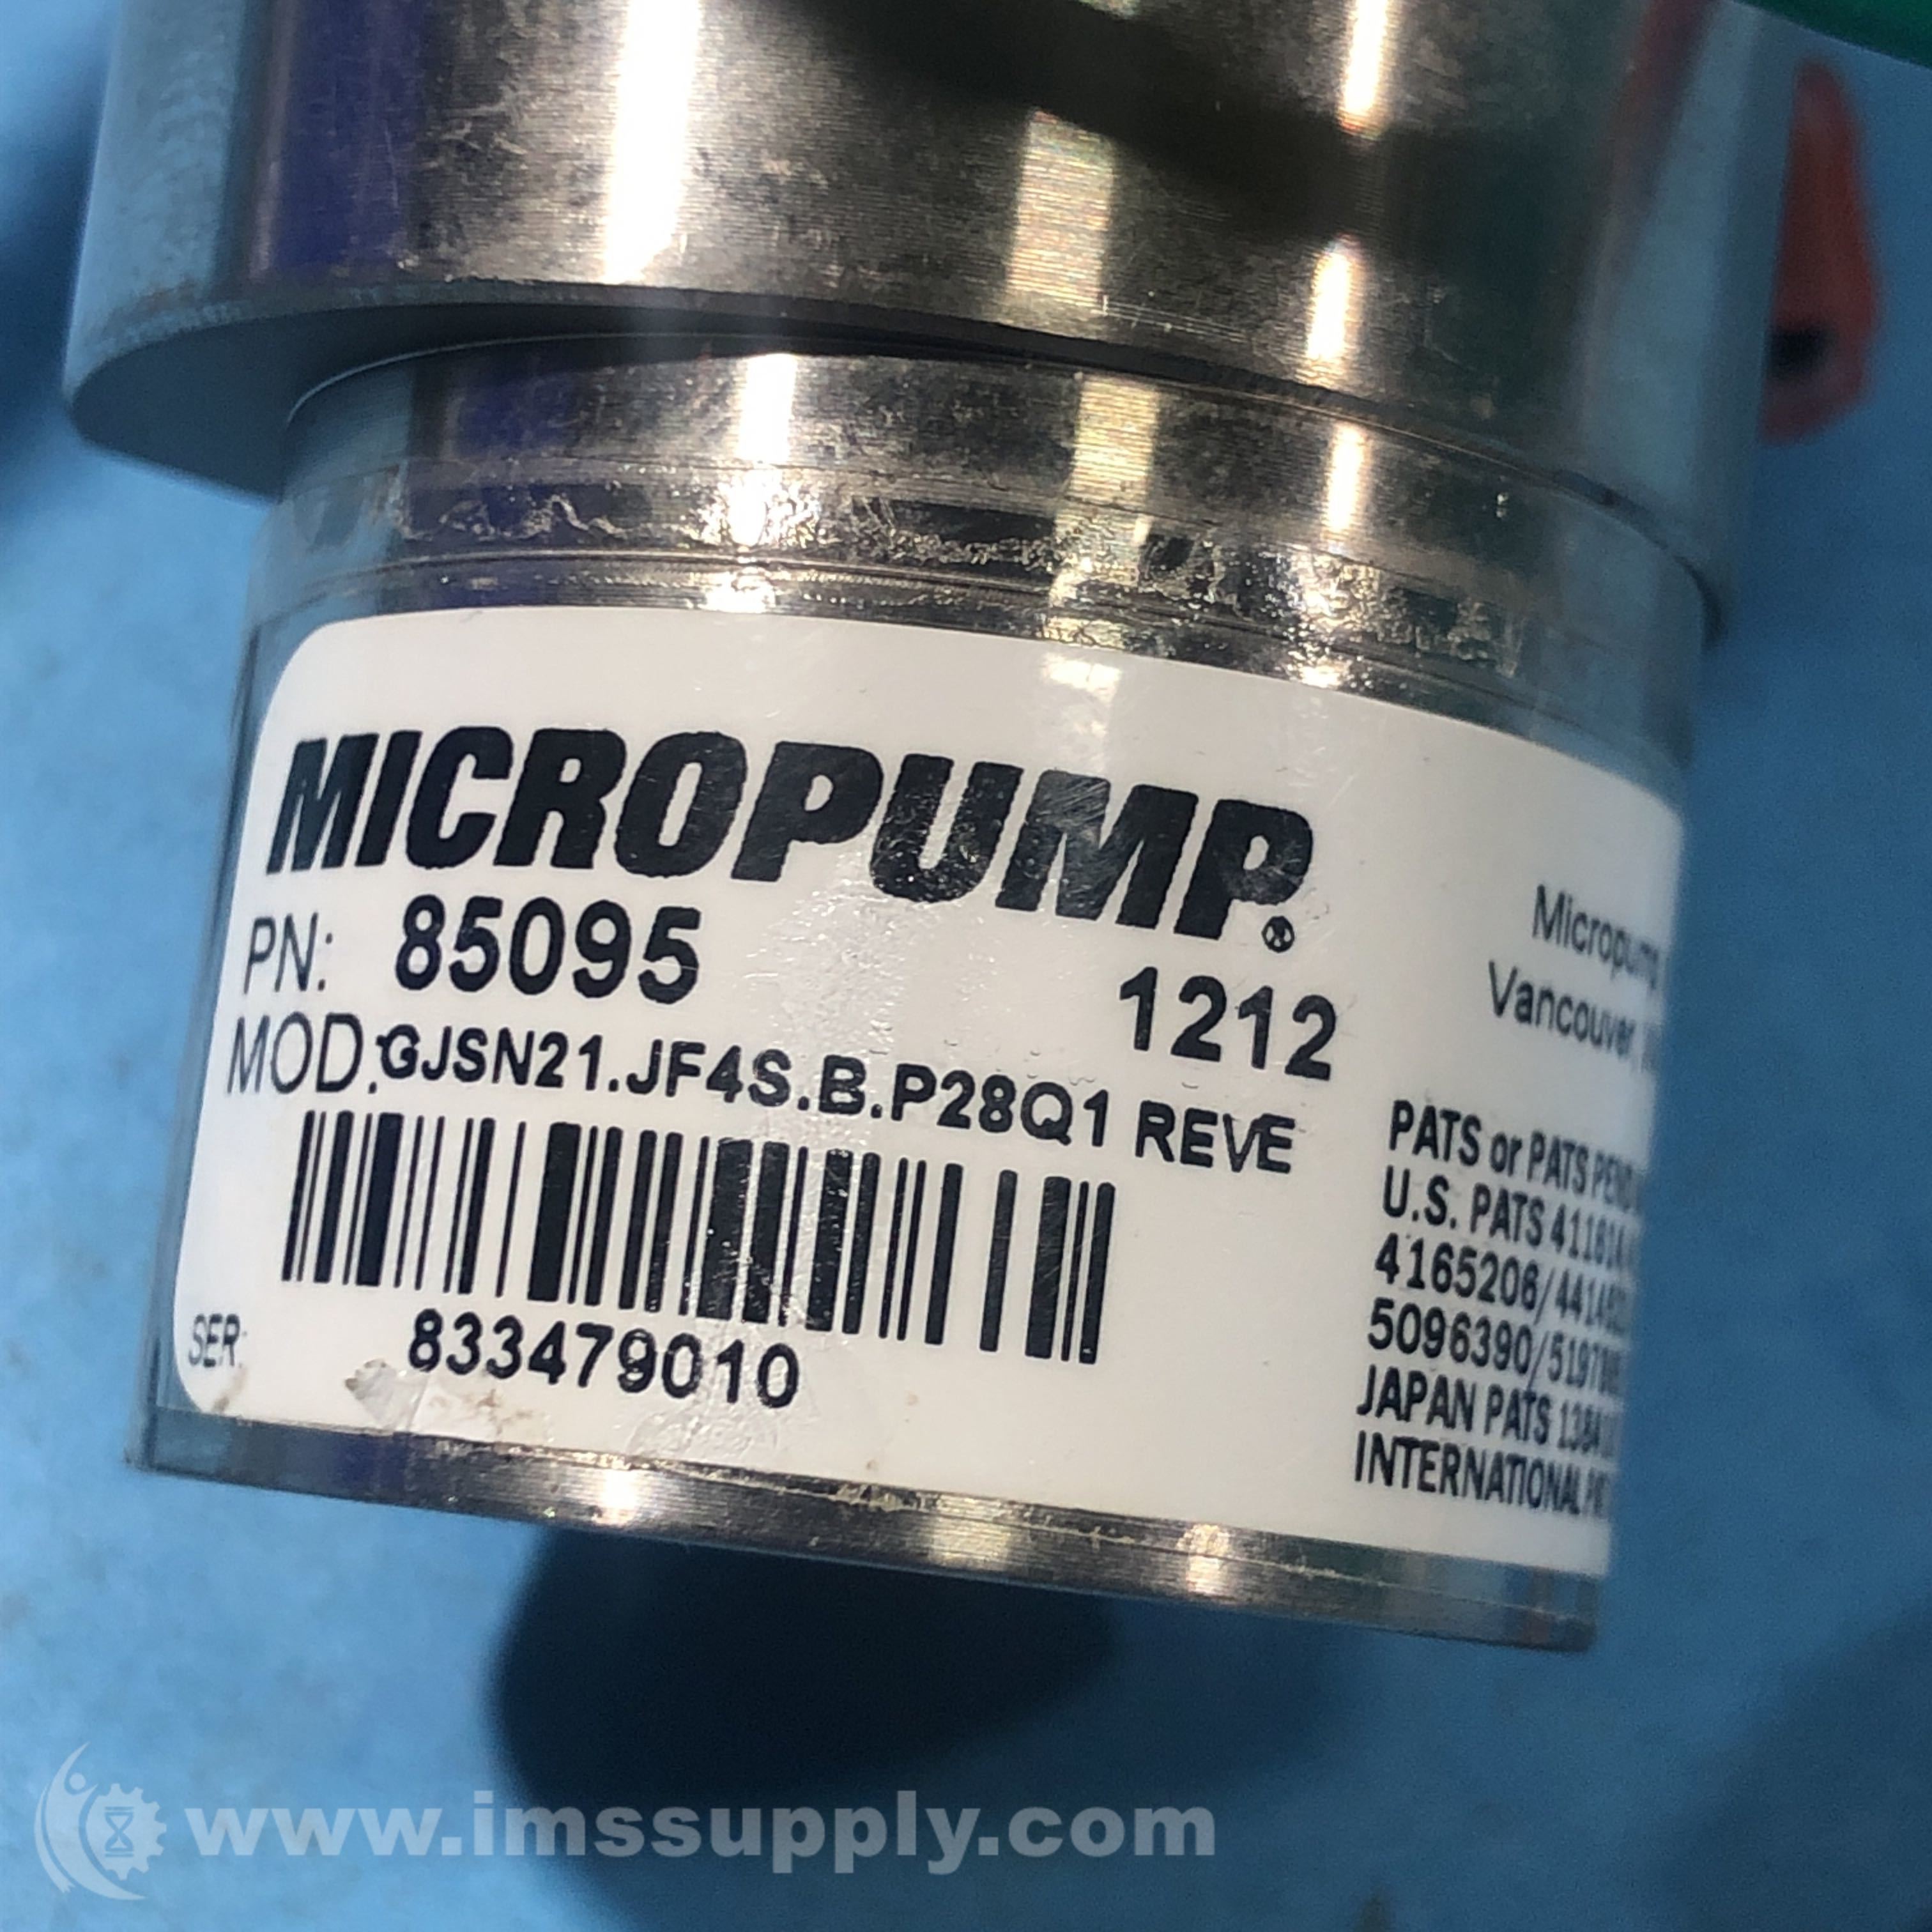 MICROPUMP®
PN: 85095
1212
MOD: GJSN21.JF4S.B.P28Q1 REVE
SER: 833479010
Micropump
Vancouver,
PATS or PATS PEND
U.S. PATS
4165206/
5096390/
JAPAN PATS
INTERNATIONAL
www.imssupply.com